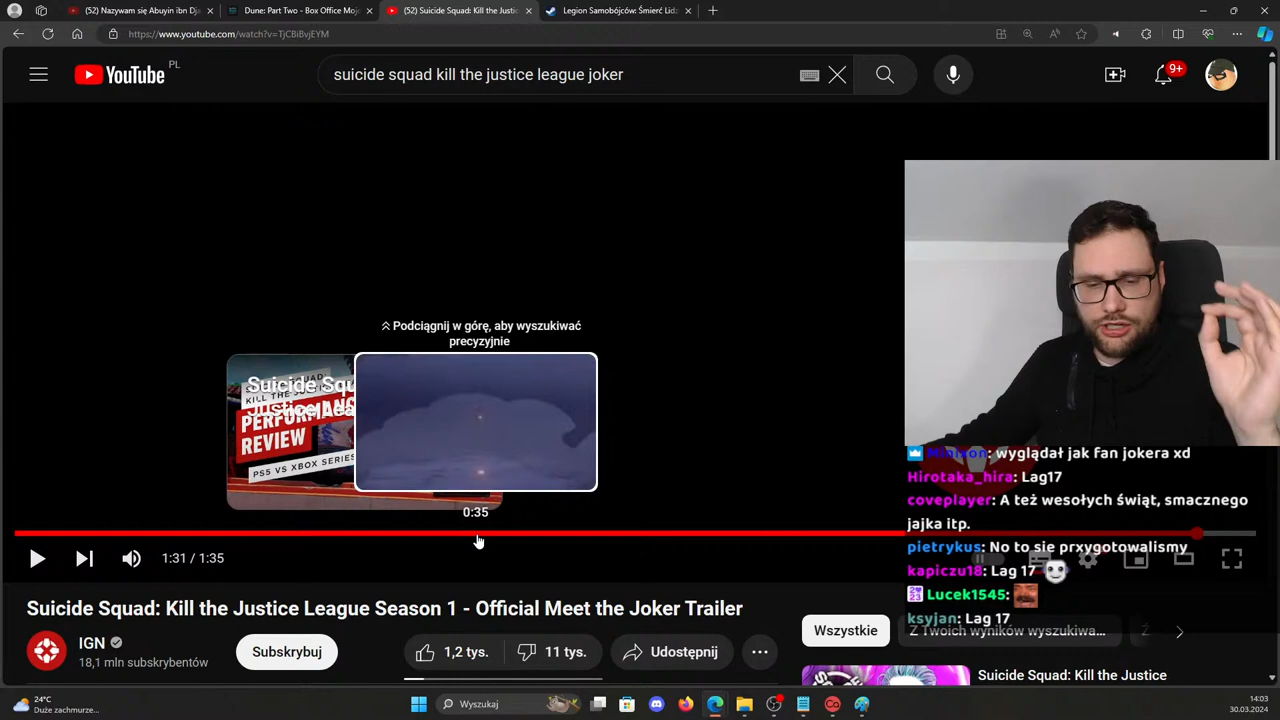 (52) Nazywam się Abuyin ibn Dj
Dune: Part Two - Box Office Moj
(52) Suicide Squad: Kill the Justic
Legion Samobójców: Śmierć Lidz
https://www.youtube.com/watch?v=TjCBiBvjEYM
YouTube PL
suicide squad kill the justice league joker
9+
Podciągnij w górę, aby wyszukiwać
precyzyjnie
Suicide Squ
KILL THE JUSTICE
PERFORMAN
REVIEW
PS5 VS XBOX SERIES
0:35
1:31 / 1:35
Minixon: wyglądał jak fan jokera xd
Hirotaka_hira: Lag17
coveplayer: A też wesołych świąt, smacznego
jajka itp.
pietrykus: No to sie prxygotowalismy
kapiczu18: Lag 17
Lucek1545:
ksyjan: Lag 17
Suicide Squad: Kill the Justice League Season 1 - Official Meet the Joker Trailer
IGN
18,1 mln subskrybentów
Subskrybuj
1,2 tys.
11 tys.
Udostępnij
Wszystkie
Z Twoich wyników wyszukiwa...
Suicide Squad: Kill the Justice
24°C
Duże zachmurze...
Wyszukaj
14:03
30.03.2024